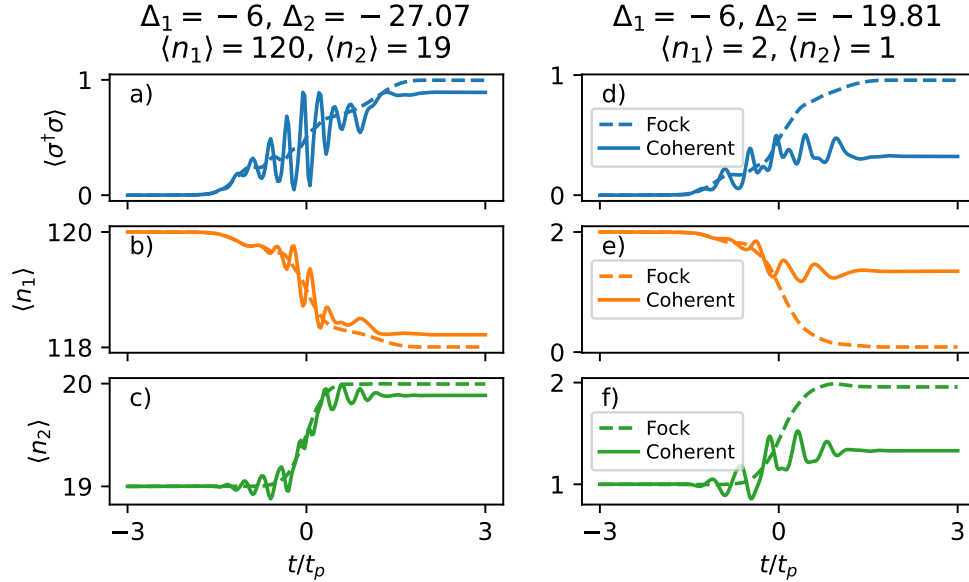 Δ₁ = −6, Δ₂ = −27.07
⟨n₁⟩ = 120, ⟨n₂⟩ = 19
Δ₁ = −6, Δ₂ = −19.81
⟨n₁⟩ = 2, ⟨n₂⟩ = 1
a)
1
0
⟨σ†σ⟩
d)
1
0
Fock
Coherent
b)
120
118
⟨n₁⟩
e)
2
0
Fock
Coherent
c)
20
19
⟨n₂⟩
−3
0
3
t/tₚ
f)
2
1
Fock
Coherent
−3
0
3
t/tₚ